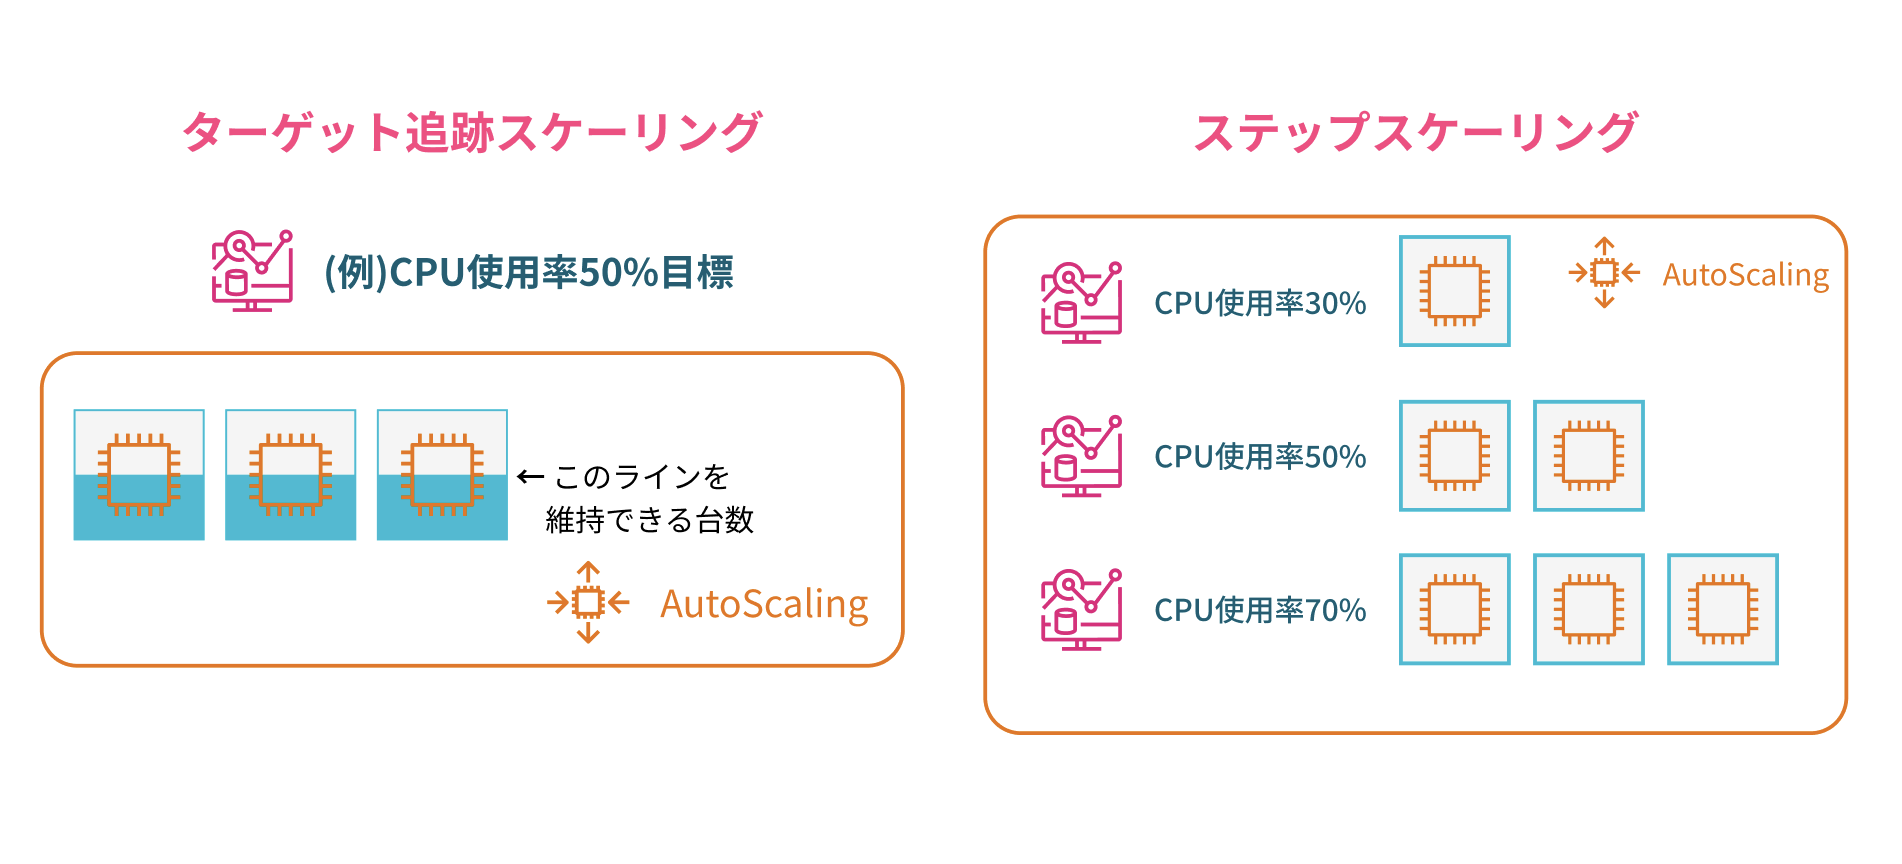 ターゲット追跡スケーリング
(例)CPU使用率50%目標
← このラインを
維持できる台数
AutoScaling
ステップスケーリング
CPU使用率30%
AutoScaling
CPU使用率50%
CPU使用率70%